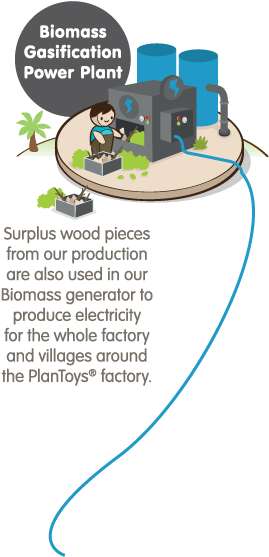 Biomass
Gasification
Power Plant
Surplus wood pieces
from our production
are also used in our
Biomass generator to
produce electricity
for the whole factory
and villages around
the PlanToys® factory.